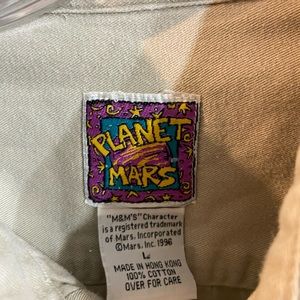 PLANET
MARS
"M&M'S" Character
is a registered trademark
of Mars. Incorporated
©Mars. Inc. 1996
L
MADE IN HONG KONG
100% COTTON
OVER FOR CARE